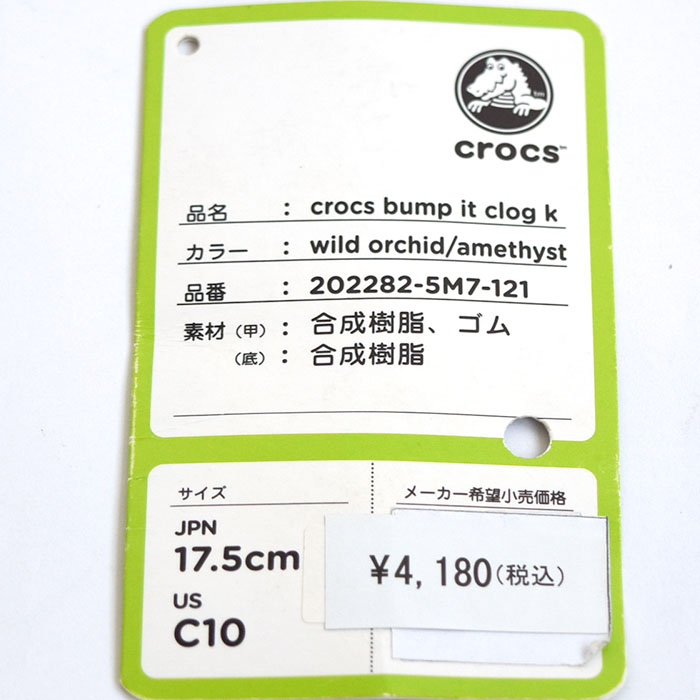 crocs™
品名 : crocs bump it clog k
カラー : wild orchid/amethyst
品番 : 202282-5M7-121
素材(甲) : 合成樹脂、ゴム
(底) : 合成樹脂
サイズ
JPN
17.5cm
US
C10
メーカー希望小売価格
¥4,180(税込)